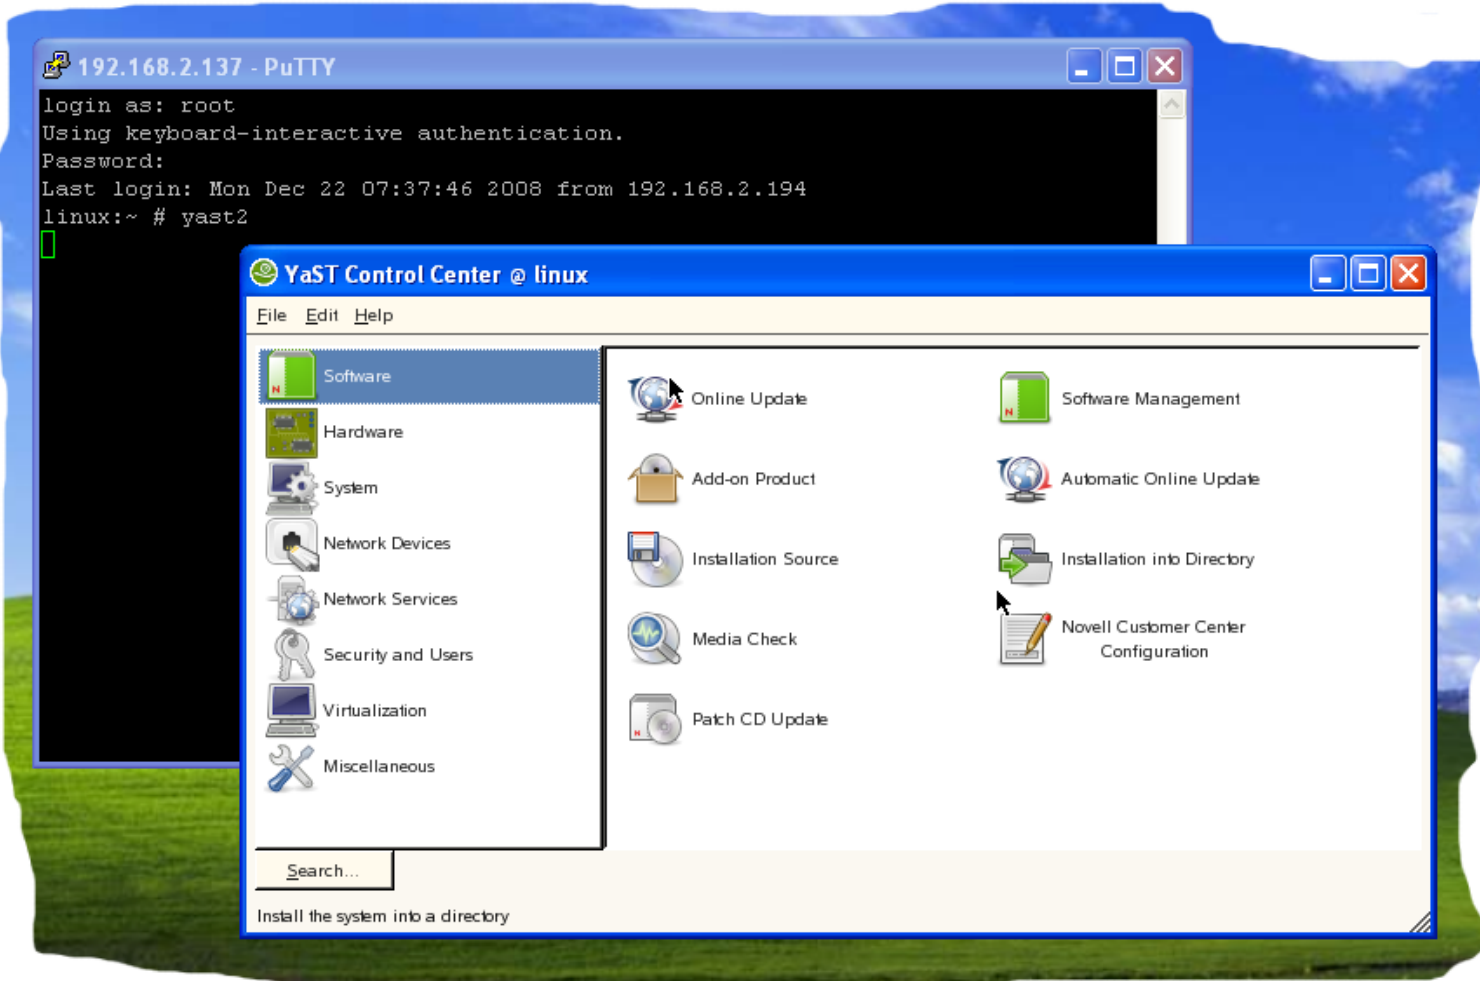 192.168.2.137 - PuTTY
login as: root
Using keyboard-interactive authentication.
Password:
Last login: Mon Dec 22 07:37:46 2008 from 192.168.2.194
linux:~ # yast2
YaST Control Center @ linux
File Edit Help
Software
Hardware
System
Network Devices
Network Services
Security and Users
Virtualization
Miscellaneous
Online Update
Software Management
Add-on Product
Automatic Online Update
Installation Source
Installation into Directory
Media Check
Novell Customer Center
Configuration
Patch CD Update
Search...
Install the system into a directory